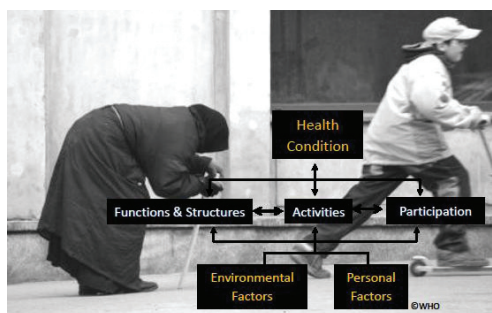 Health
Condition
Functions & Structures
Activities
Participation
Environmental
Factors
Personal
Factors
©WHO